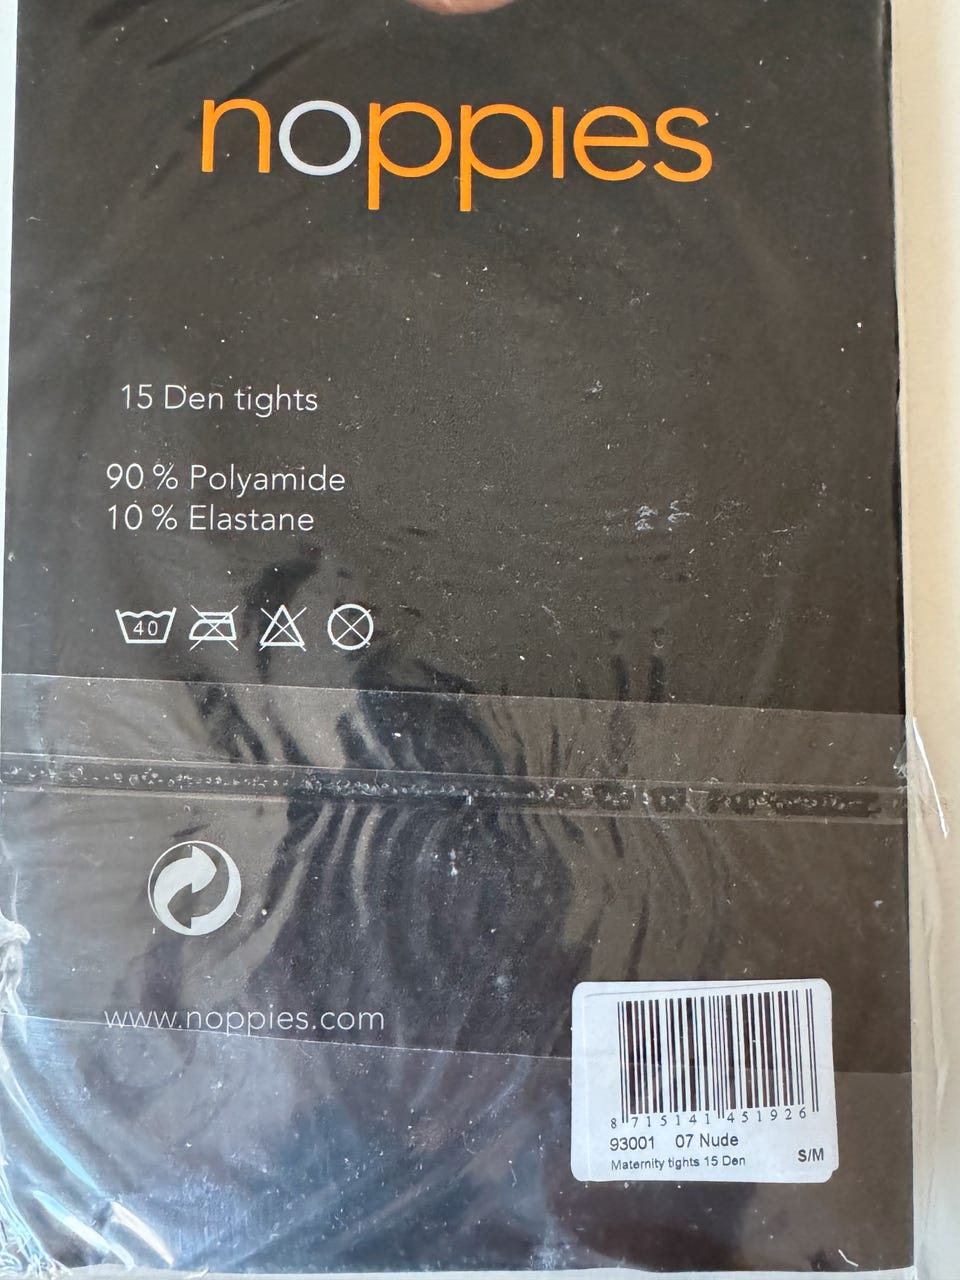 noppies
15 Den tights
90 % Polyamide
10 % Elastane
40
www.noppies.com
8 715141 451926
93001 07 Nude
Maternity tights 15 Den S/M